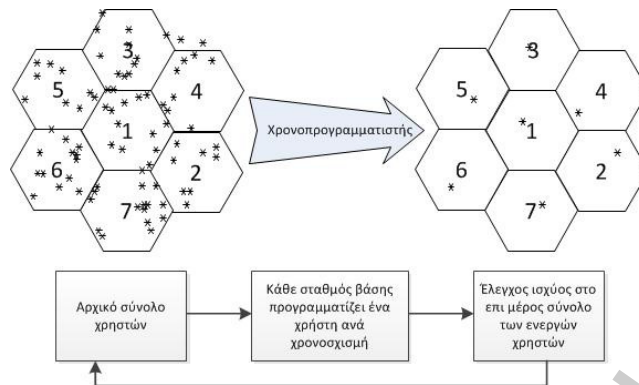 3
5
4
1
6
2
7
Χρονοπρογραμματιστής
3
5
4
1
6
2
7
Αρχικό σύνολο
χρηστών
Κάθε σταθμός βάσης
προγραμματίζει ένα
χρήστη ανά
χρονοσχισμή
Έλεγχος ισχύος στο
επι μέρος σύνολο
των ενεργών
χρηστών